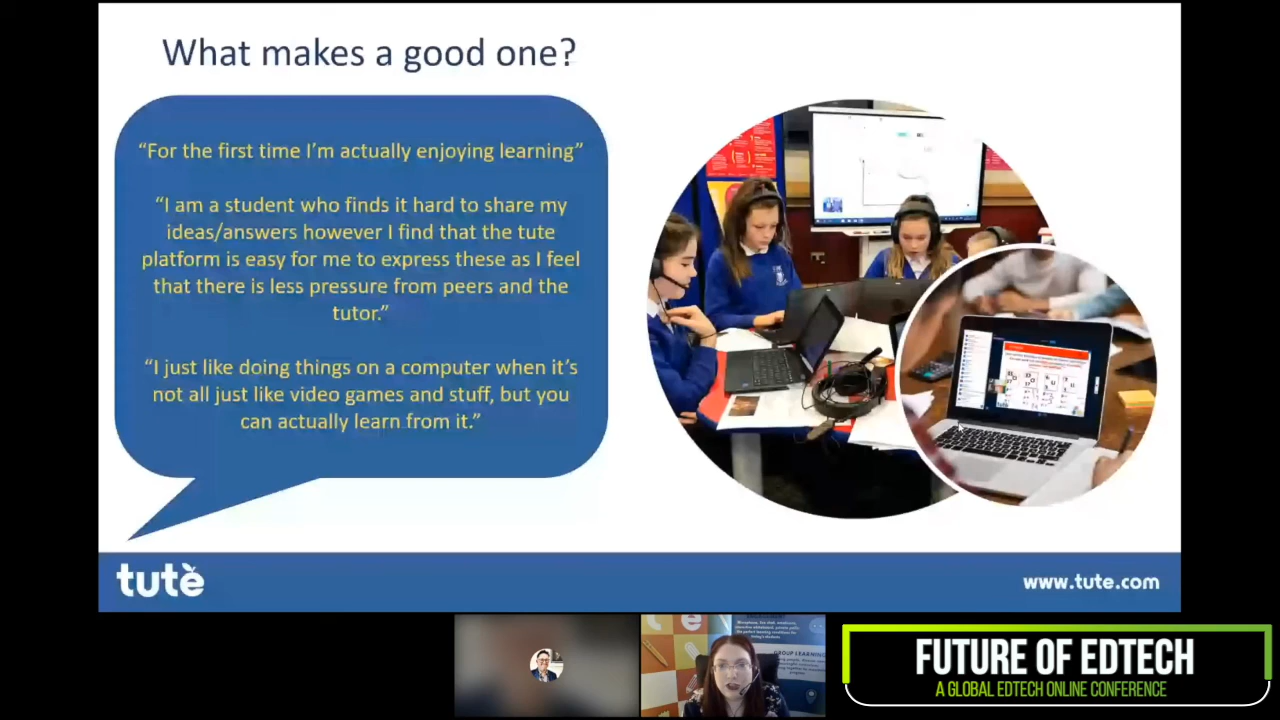 What makes a good one?
“For the first time I’m actually enjoying learning”
“I am a student who finds it hard to share my
ideas/answers however I find that the tute
platform is easy for me to express these as I feel
that there is less pressure from peers and the
tutor.”
“I just like doing things on a computer when it’s
not all just like video games and stuff, but you
can actually learn from it.”
tutè
www.tute.com
GROUP LEARNING
FUTURE OF EDTECH
A GLOBAL EDTECH ONLINE CONFERENCE